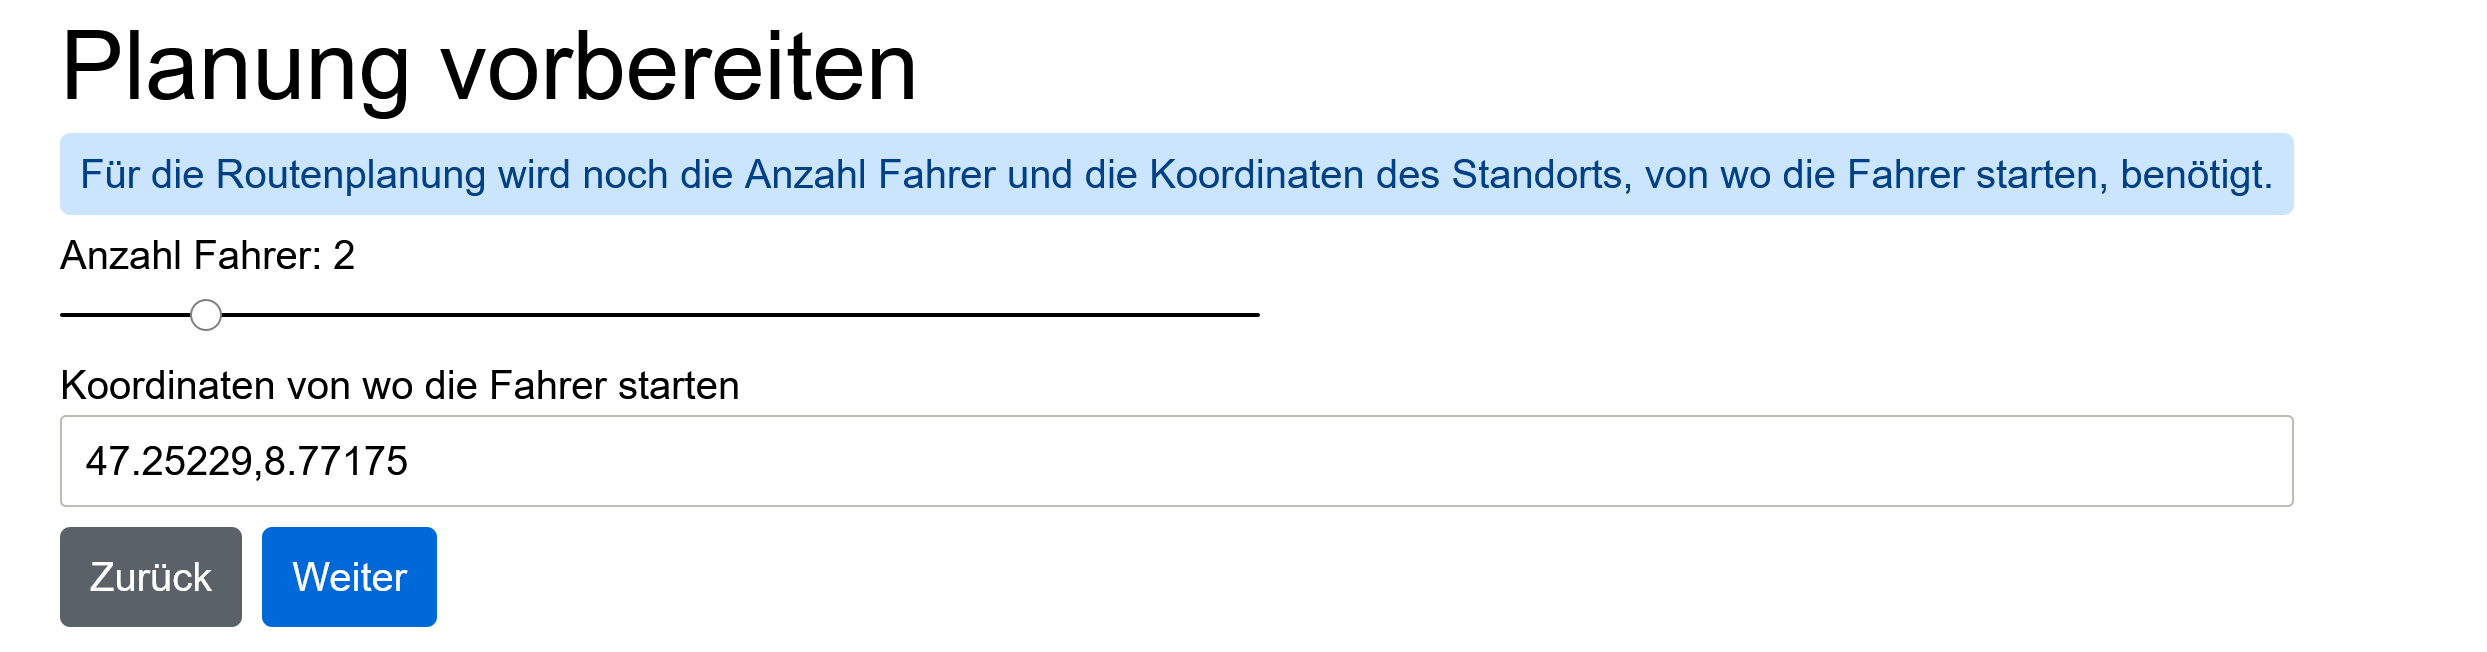 Planung vorbereiten
Für die Routenplanung wird noch die Anzahl Fahrer und die Koordinaten des Standorts, von wo die Fahrer starten, benötigt.
Anzahl Fahrer: 2
Koordinaten von wo die Fahrer starten
47.25229,8.77175
Zurück Weiter